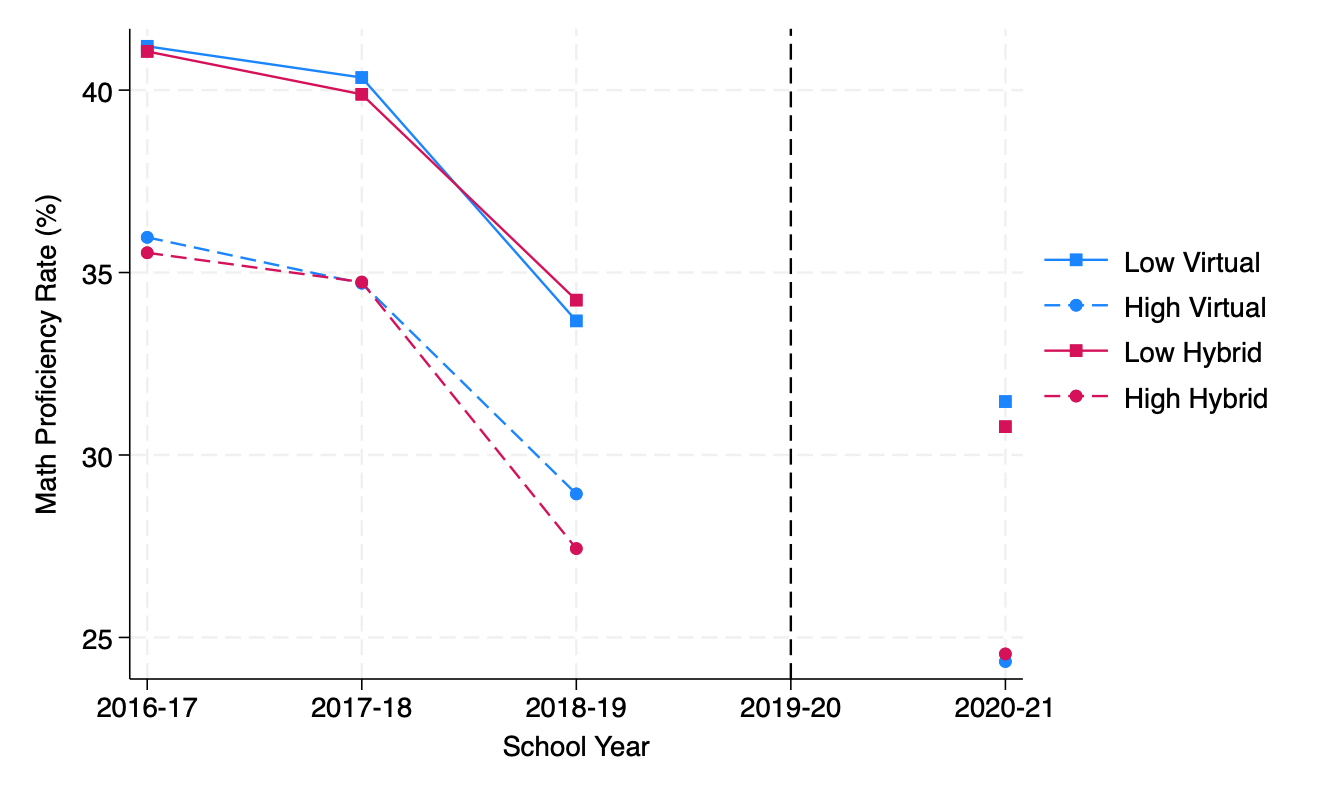 Math Proficiency Rate (%)
40
35
30
25
2016-17
2017-18
2018-19
2019-20
2020-21
School Year
Low Virtual
High Virtual
Low Hybrid
High Hybrid